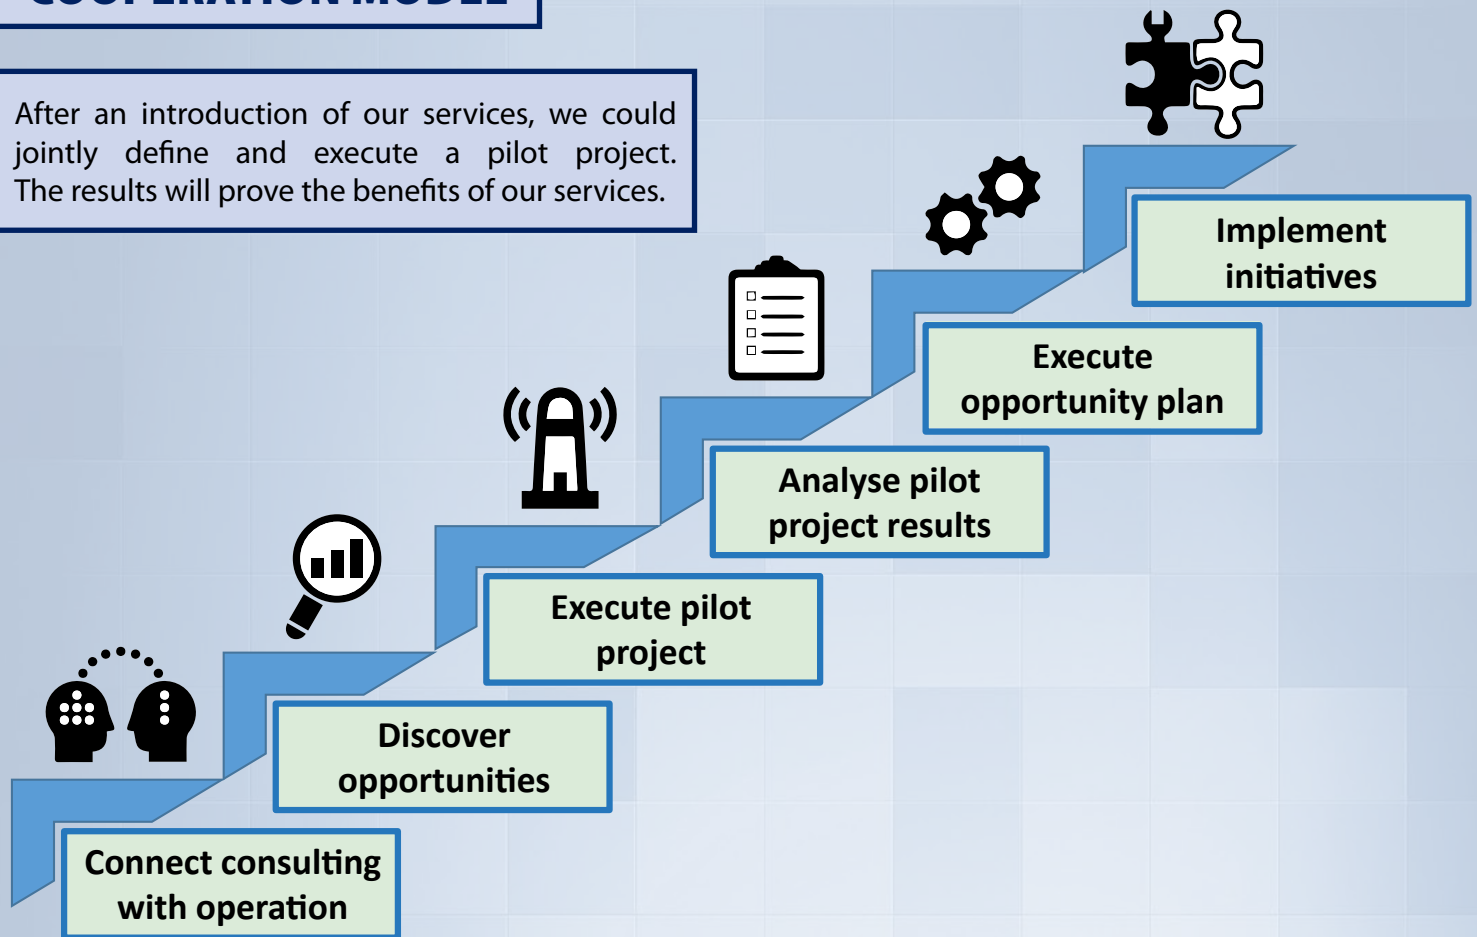 COOPERATION MODEL
After an introduction of our services, we could
jointly define and execute a pilot project.
The results will prove the benefits of our services.
Implement
initiatives
Execute
opportunity plan
Analyse pilot
project results
Execute pilot
project
Discover
opportunities
Connect consulting
with operation